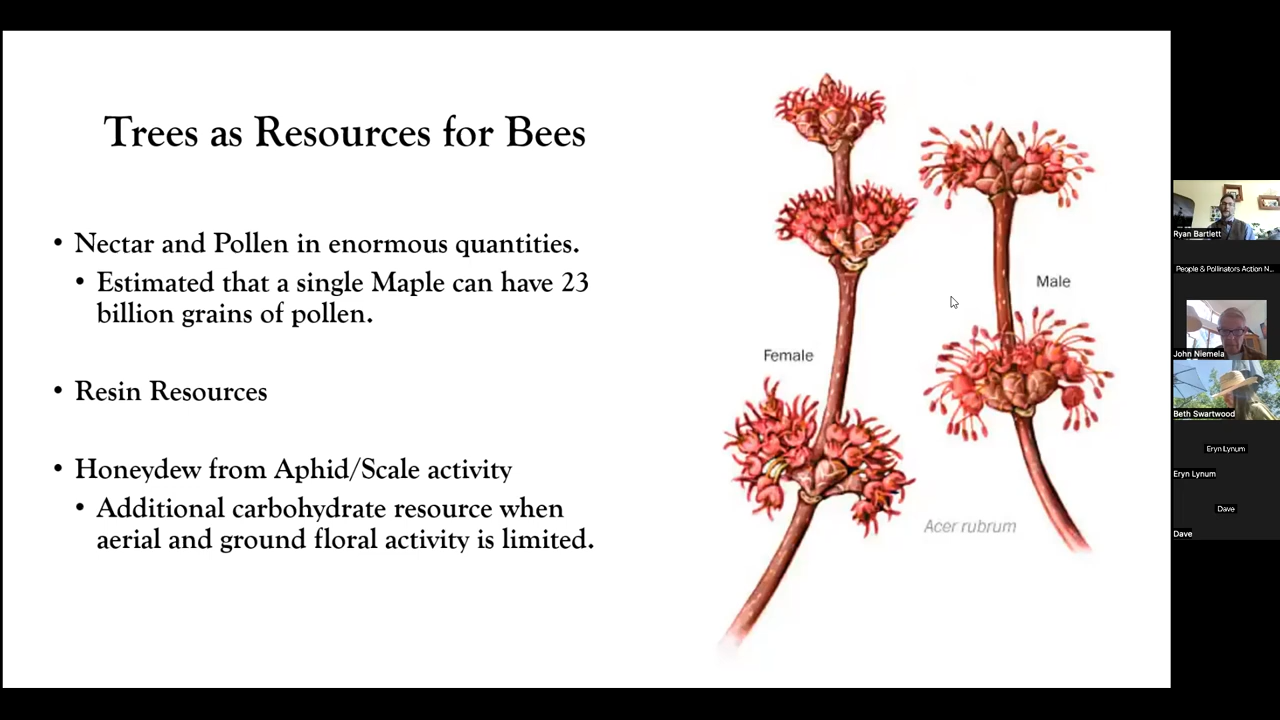 Trees as Resources for Bees
• Nectar and Pollen in enormous quantities.
• Estimated that a single Maple can have 23
billion grains of pollen.
• Resin Resources
• Honeydew from Aphid/Scale activity
• Additional carbohydrate resource when
aerial and ground floral activity is limited.
Female
Male
Acer rubrum
Ryan Bartlett
People & Pollinators Action N...
John Niemela
Beth Swartwood
Eryn Lynum
Eryn Lynum
Dave
Dave